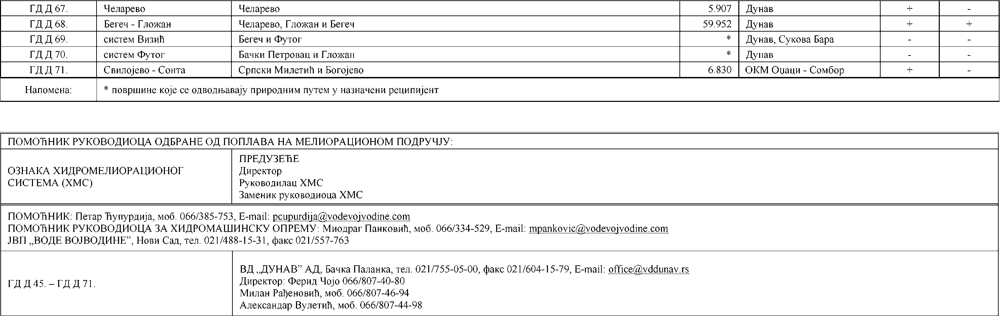 ГД Д 67. Челарево Челарево 5.907 Дунав + -
ГД Д 68. Бегеч - Гложан Челарево, Гложан и Бегеч 59.952 Дунав + +
ГД Д 69. систем Визић Бегеч и Футог * Дунав, Сукова Бара - -
ГД Д 70. систем Футог Бачки Петровац и Гложан * Дунав - -
ГД Д 71. Свилојево - Сонта Српски Милетић и Богојево 6.830 ОКМ Оџаци - Сомбор + -
Напомена: * површине које се одводњавају природним путем у назначени реципијент
ПОМОЋНИК РУКОВОДИОЦА ОДБРАНЕ ОД ПОПЛАВА НА МЕЛИОРАЦИОНОМ ПОДРУЧЈУ:
ОЗНАКА ХИДРОМЕЛИОРАЦИОНОГ
СИСТЕМА (ХМС)
ПРЕДУЗЕЋЕ
Директор
Руководилац ХМС
Заменик руководиоца ХМС
ПОМОЋНИК: Петар Ћупурдија, моб. 066/385-753, E-mail: pcupurdija@vodevojvodine.com
ПОМОЋНИК РУКОВОДИОЦА ЗА ХИДРОМАШИНСКУ ОПРЕМУ: Миодраг Панковић, моб. 066/334-529, E-mail: mpankovic@vodevojvodine.com
ЈВП „ВОДЕ ВОЈВОДИНЕ”, Нови Сад, тел. 021/488-15-31, факс 021/557-763
ГД Д 45. – ГД Д 71.
ВД „ДУНАВ” АД, Бачка Паланка, тел. 021/755-05-00, факс 021/604-15-79, E-mail: office@vddunav.rs
Директор: Ферид Чојо 066/807-40-80
Милан Рађеновић, моб. 066/807-46-94
Александар Вулетић, моб. 066/807-44-98